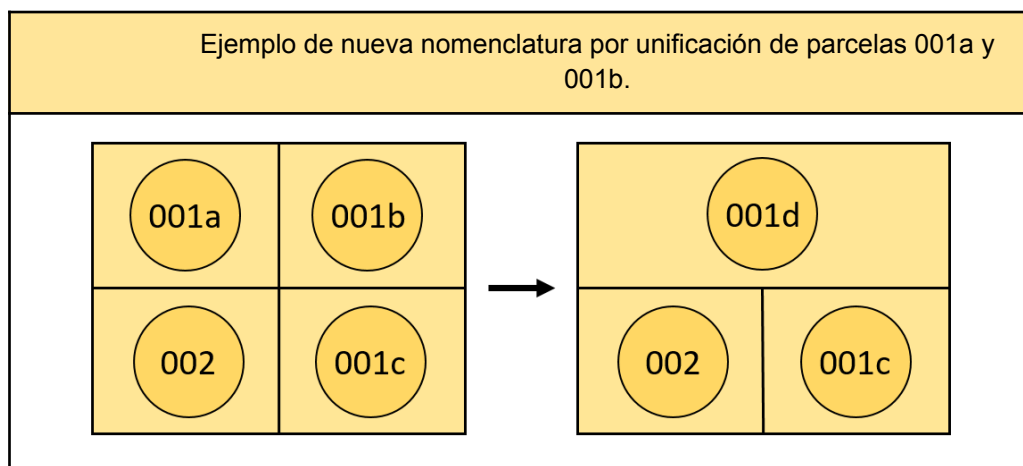 Ejemplo de nueva nomenclatura por unificación de parcelas 001a y
001b.
001a
001b
001d
002
001c
002
001c